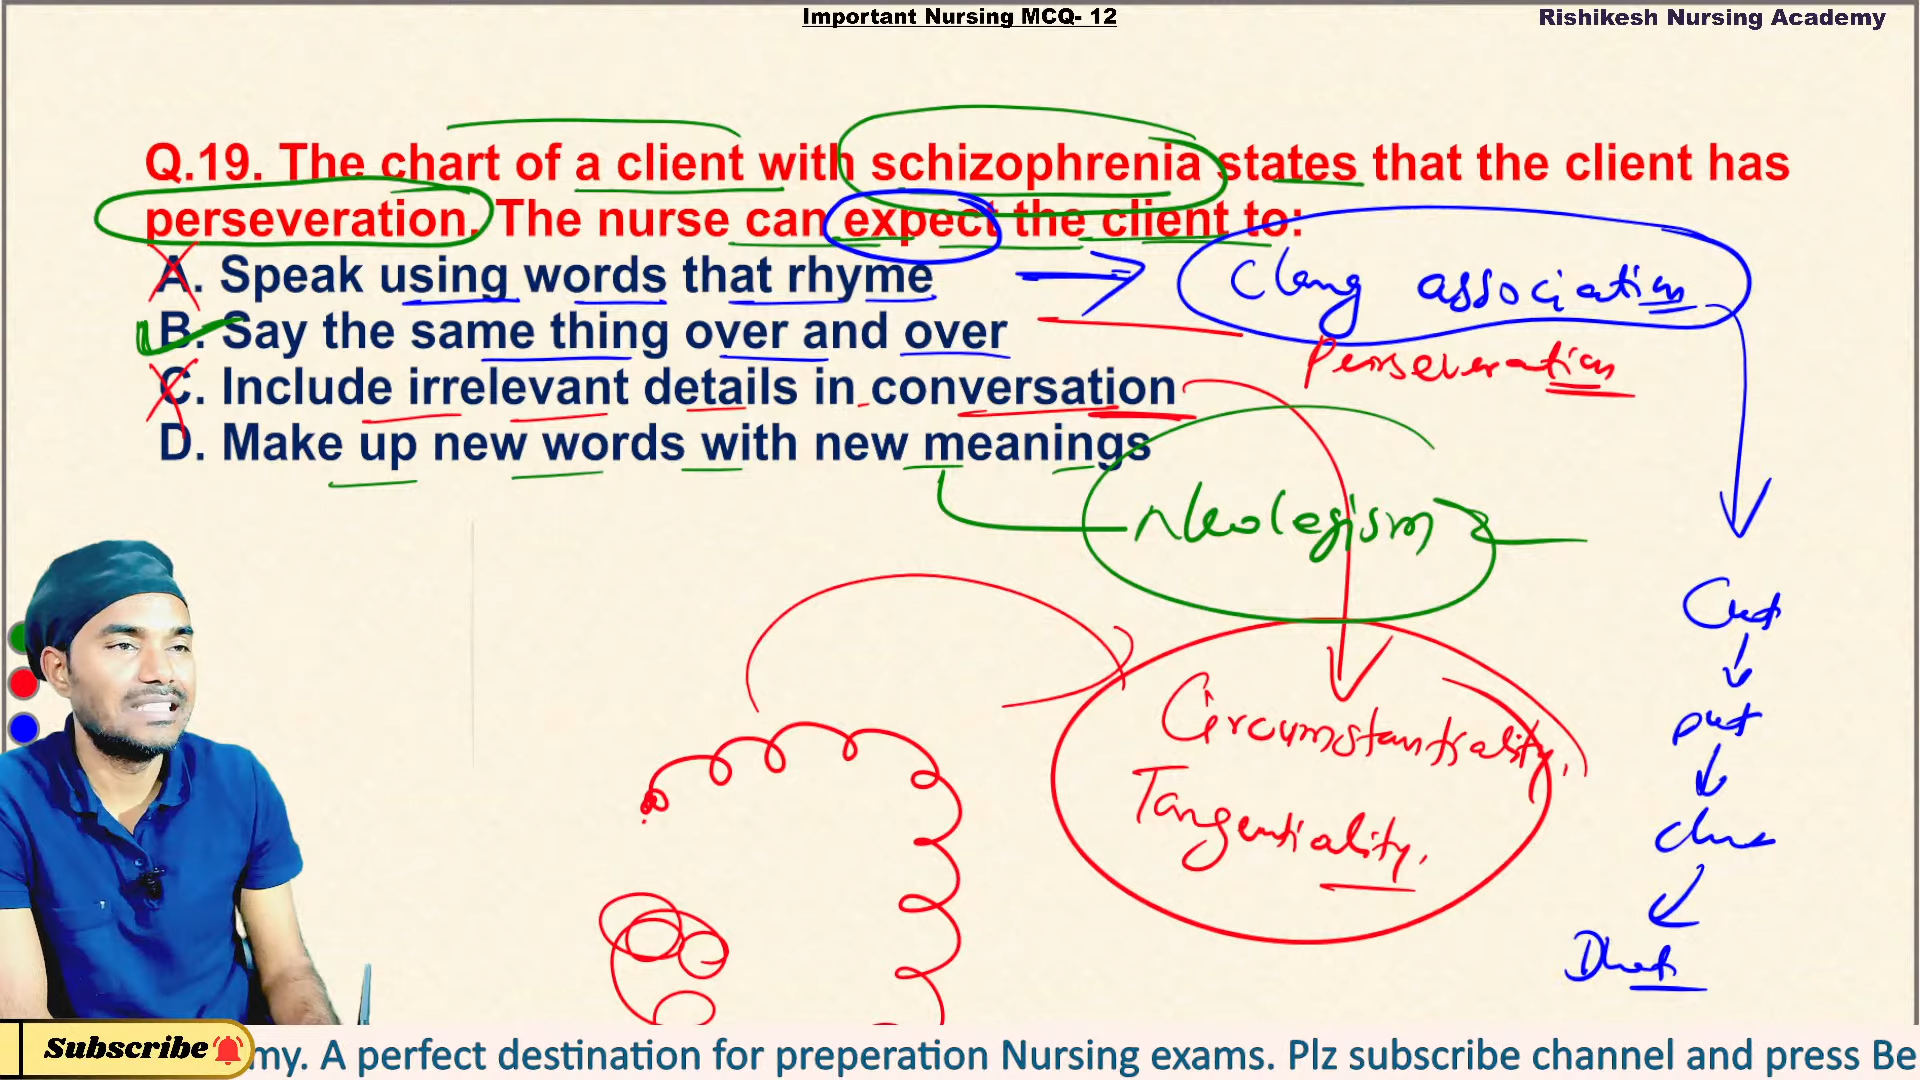 Important Nursing MCQ- 12
Rishikesh Nursing Academy
Q.19. The chart of a client with schizophrenia states that the client has
perseveration. The nurse can expect the client to:
A. Speak using words that rhyme
B. Say the same thing over and over
C. Include irrelevant details in conversation
D. Make up new words with new meanings
Clang association
Perseveration
Neologism
Circumstantiality,
Tangentiality.
Subscribe
my. A perfect destination for preperation Nursing exams. Plz subscribe channel and press Be